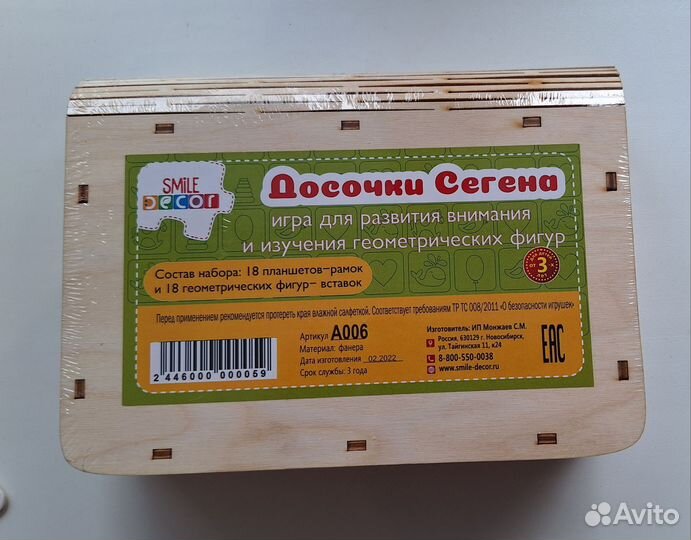 SMiLE
DECOR
Досочки Сегена
игра для развития внимания
и изучения геометрических фигур
Состав набора: 18 планшетов-рамок
и 18 геометрических фигур- вставок
от 3 лет
Перед применением рекомендуется протереть края влажной салфеткой. Соответствует требованиям ТР ТС 008/2011 «О безопасности игрушек»
Артикул A006
Материал: фанера
Дата изготовления 02.2022
Срок службы: 3 года
2 446000 000059
Изготовитель: ИП Монжаев С.М.
Россия, 630129 г. Новосибирск,
ул. Тайгинская 11, к24
8-800-550-0038
www.smile-decor.ru
EAC
Avito